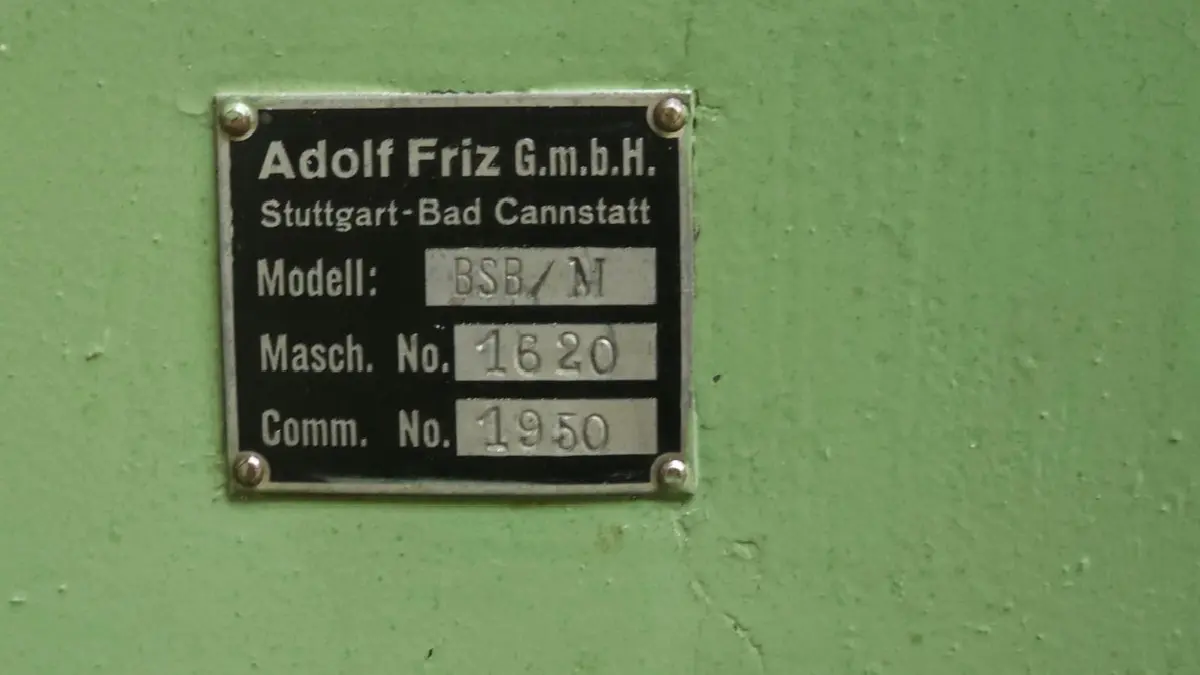 Adolf Friz G.m.b.H.
Stuttgart-Bad Cannstatt
Modell: BSB/M
Masch. No. 1620
Comm. No. 1950